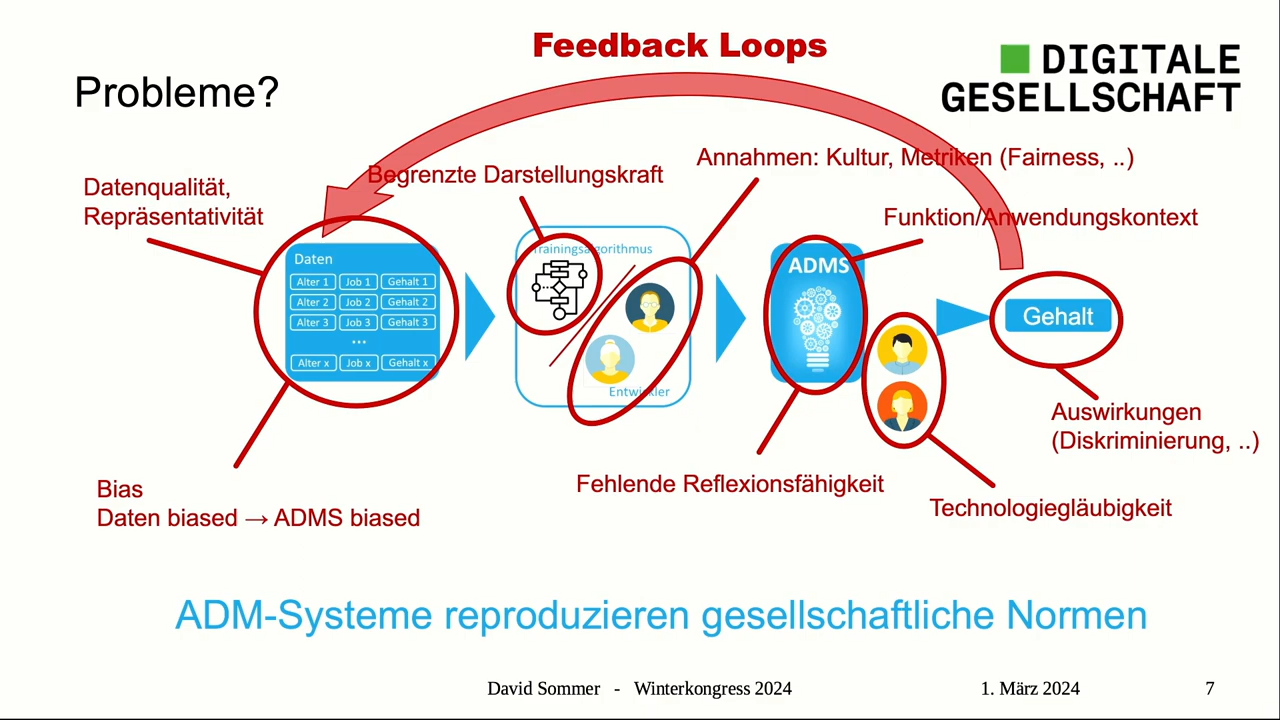 Feedback Loops
Probleme?
DIGITALE
GESELLSCHAFT
Datenqualität,
Repräsentativität
Begrenzte Darstellungskraft
Annahmen: Kultur, Metriken (Fairness, ..)
Funktion/Anwendungskontext
Daten
Alter 1 Job 1 Gehalt 1
Alter 2 Job 2 Gehalt 2
Alter 3 Job 3 Gehalt 3
...
Alter x Job x Gehalt x
Trainingsalgorithmus
Entwickler
ADMS
Gehalt
Auswirkungen
(Diskriminierung, ..)
Fehlende Reflexionsfähigkeit
Technologiegläubigkeit
Bias
Daten biased → ADMS biased
ADM-Systeme reproduzieren gesellschaftliche Normen
David Sommer - Winterkongress 2024 1. März 2024 7